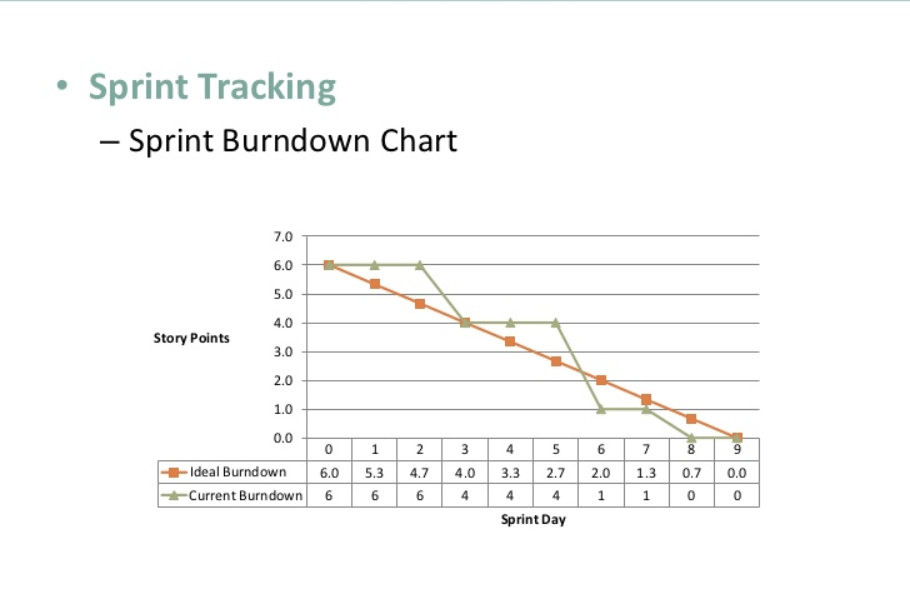 • Sprint Tracking
– Sprint Burndown Chart
7.0
6.0
5.0
4.0
3.0
2.0
1.0
0.0
Story Points
0 1 2 3 4 5 6 7 8 9
Ideal Burndown 6.0 5.3 4.7 4.0 3.3 2.7 2.0 1.3 0.7 0.0
Current Burndown 6 6 6 4 4 4 1 1 0 0
Sprint Day